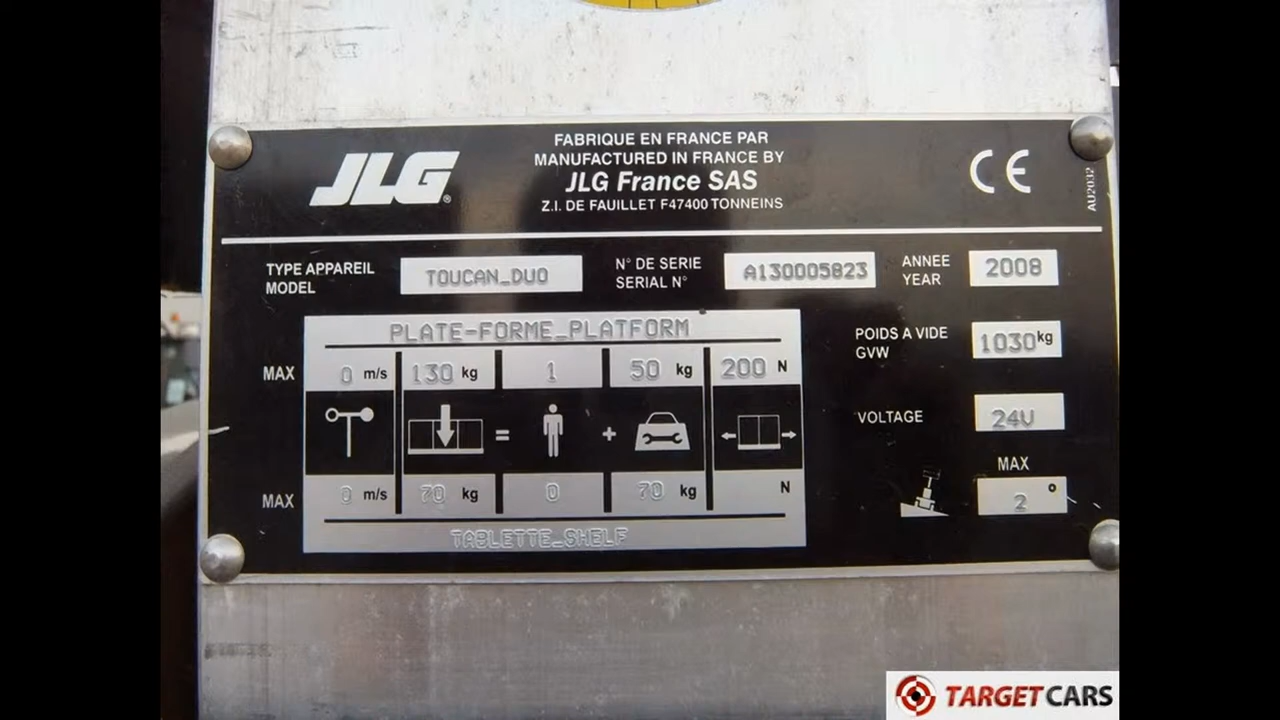 JLG®
FABRIQUE EN FRANCE PAR
MANUFACTURED IN FRANCE BY
JLG France SAS
Z.I. DE FAUILLET F47400 TONNEINS
CE
AU2032
TYPE APPAREIL
MODEL
TOUCAN_DUO
N° DE SERIE
SERIAL N°
A130005823
ANNEE
YEAR
2008
PLATE-FORME_PLATFORM
MAX 0 m/s 130 kg 1 50 kg 200 N
= +
MAX 0 m/s 70 kg 0 70 kg N
TABLETTE_SHELF
POIDS A VIDE
GVW
1030kg
VOLTAGE
24V
MAX
2°
TARGETCARS